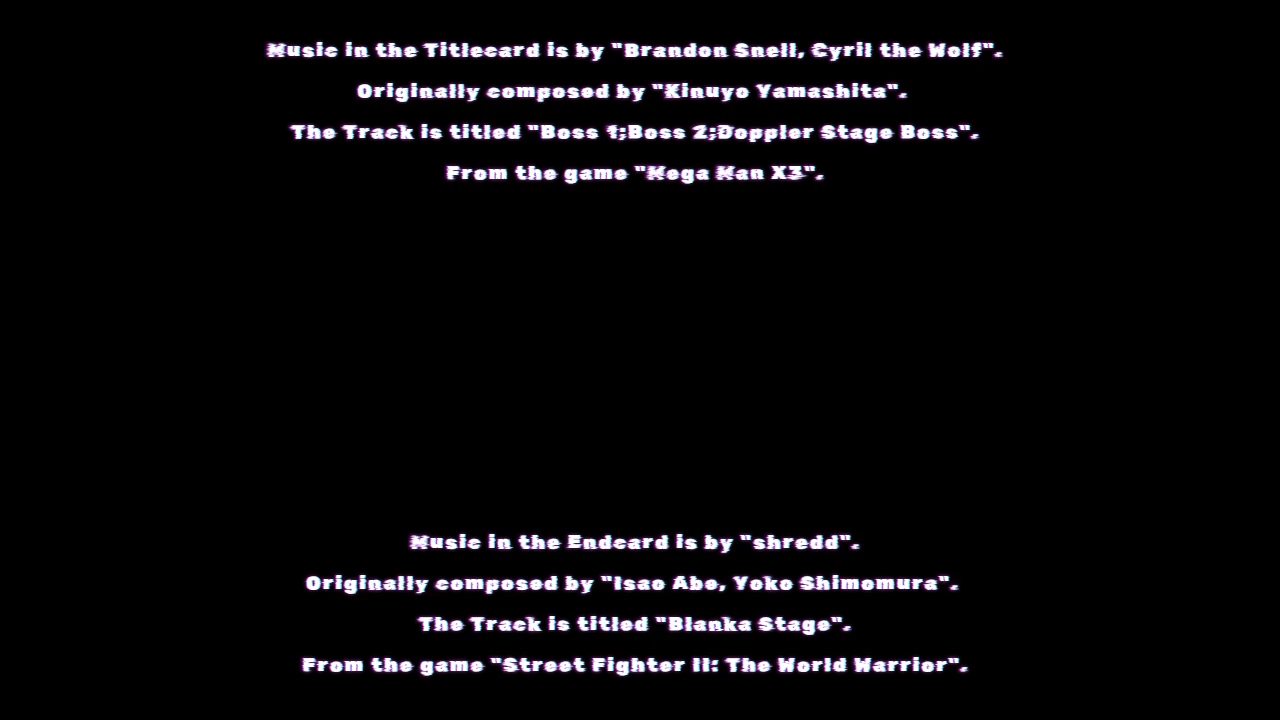 Music in the Titlecard is by "Brandon Snell, Cyril the Wolf".
Originally composed by "Kinuyo Yamashita".
The Track is titled "Boss 1;Boss 2;Doppler Stage Boss".
From the game "Mega Man X3".
Music in the Endcard is by "shredd".
Originally composed by "Isao Abe, Yoko Shimomura".
The Track is titled "Blanka Stage".
From the game "Street Fighter II: The World Warrior".